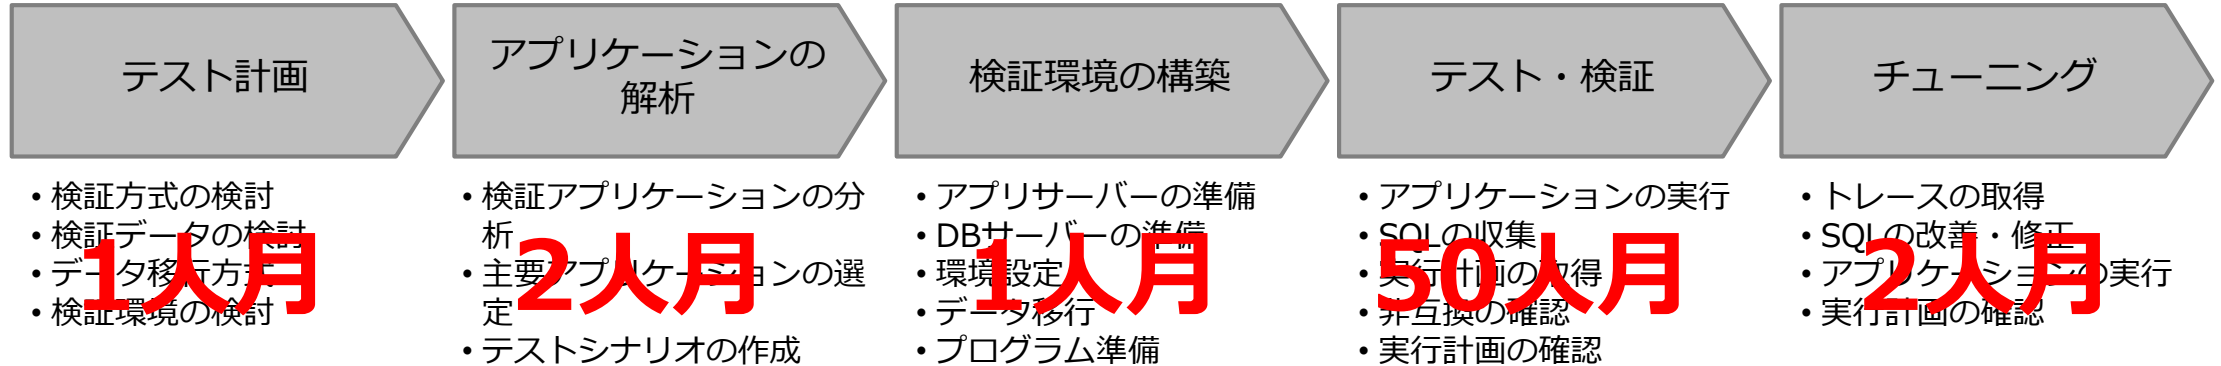 テスト計画
・検証方式の検討
・検証データの検討
・データ移行方式
・検証環境の検討
1人月
アプリケーションの
解析
・検証アプリケーションの分
析
・主要アプリケーションの選
定
・テストシナリオの作成
2人月
検証環境の構築
・アプリサーバーの準備
・DBサーバーの準備
・環境設定
・データ移行
・プログラム準備
1人月
テスト・検証
・アプリケーションの実行
・SQLの収集
・実行計画の取得
・非互換の確認
・実行計画の確認
50人月
チューニング
・トレースの取得
・SQLの改善・修正
・アプリケーションの実行
・実行計画の確認
2人月